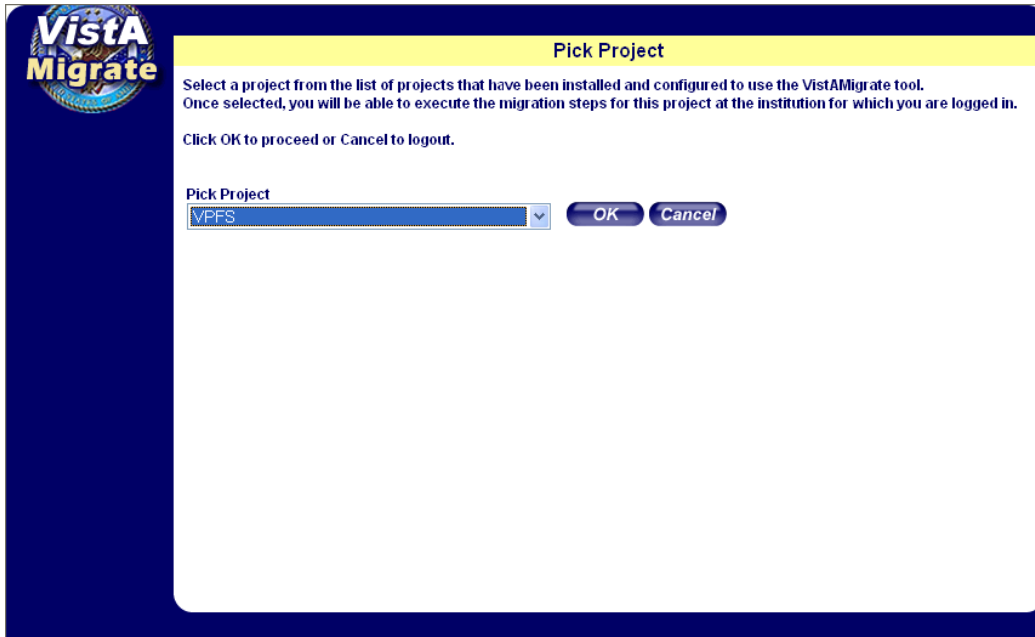 VistA
Migrate
Pick Project
Select a project from the list of projects that have been installed and configured to use the VistAMigrate tool.
Once selected, you will be able to execute the migration steps for this project at the institution for which you are logged in.
Click OK to proceed or Cancel to logout.
Pick Project
VPFS
OK
Cancel